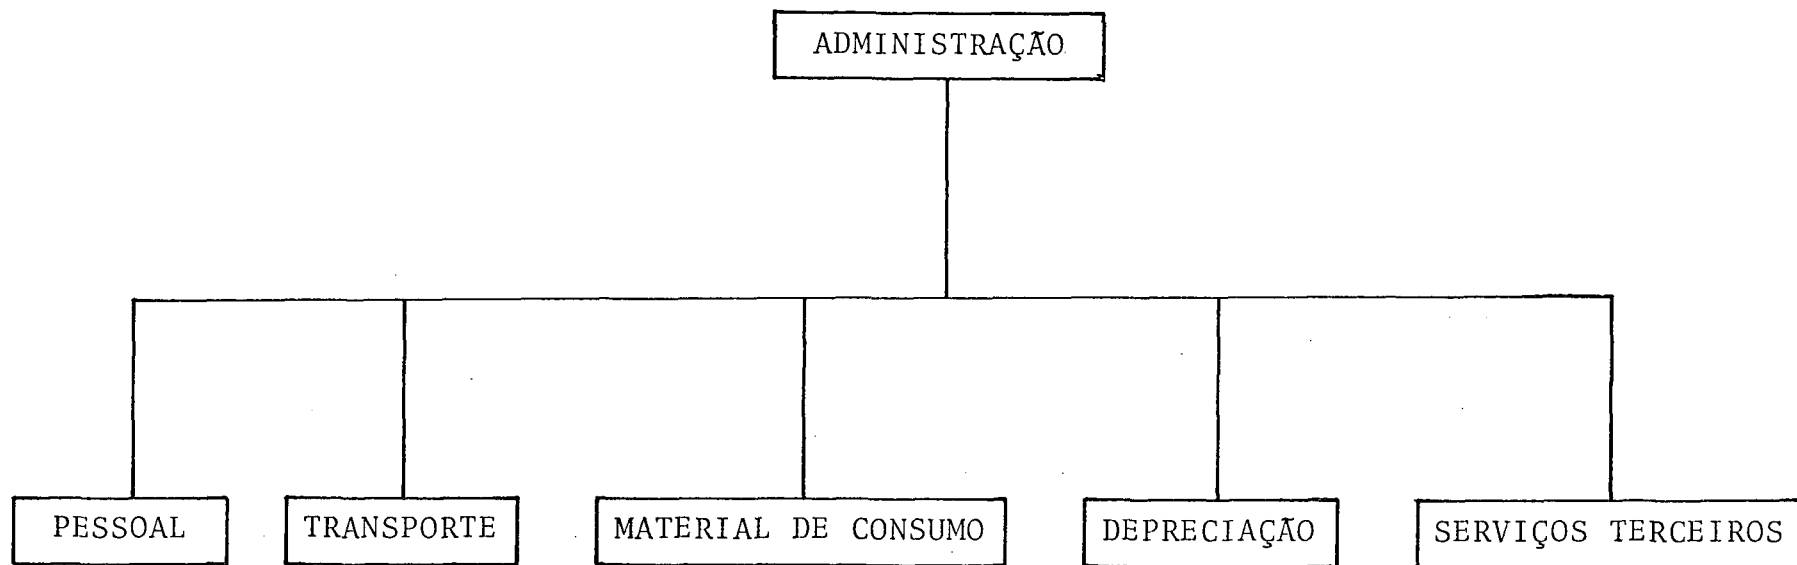 ADMINISTRAÇÃO
PESSOAL
TRANSPORTE
MATERIAL DE CONSUMO
DEPRECIAÇÃO
SERVIÇOS TERCEIROS